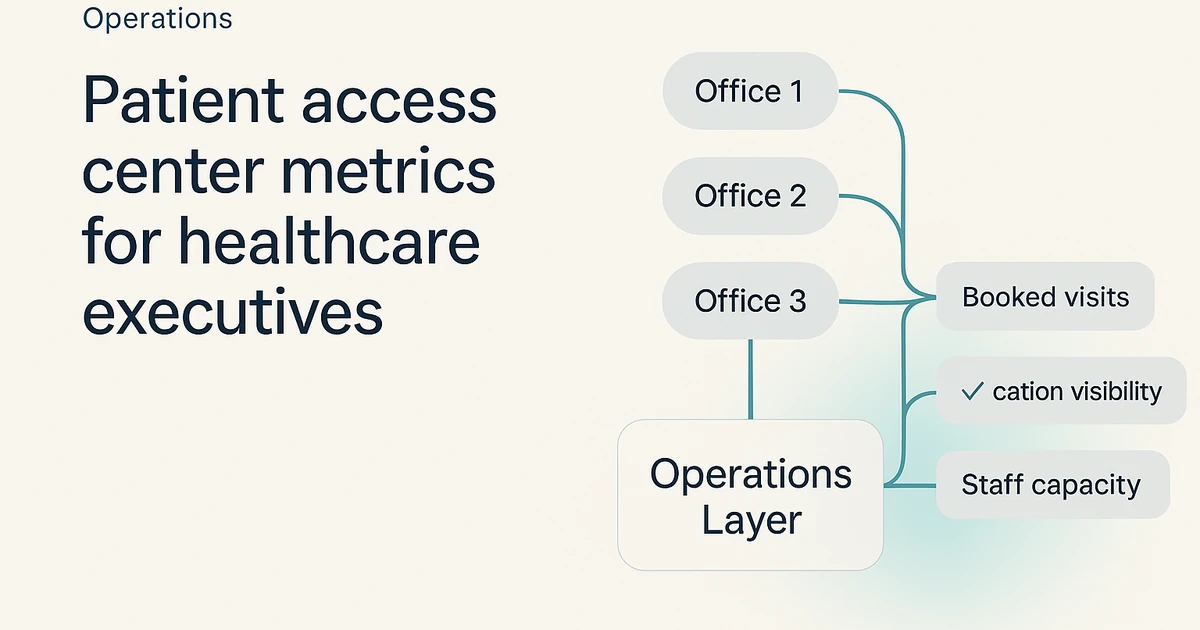 Operations
Patient access
center metrics
for healthcare
executives
Office 1
Office 2
Office 3
Booked visits
✓ cation visibility
Staff capacity
Operations
Layer